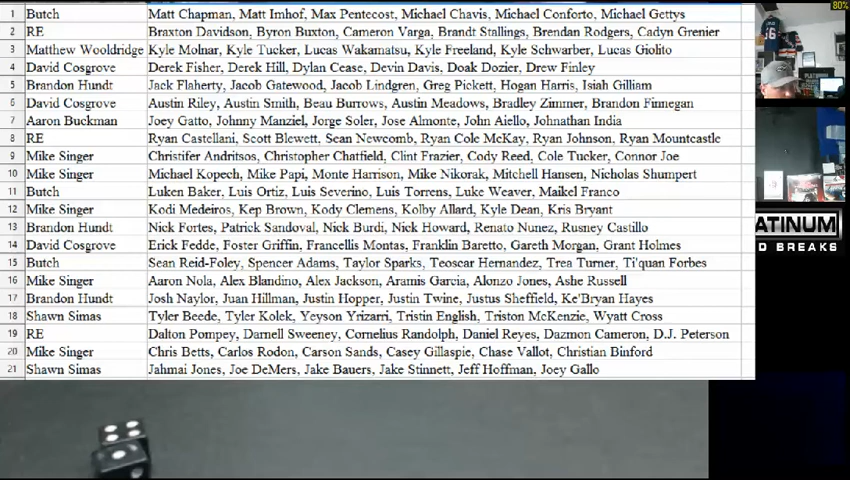 1 Butch Matt Chapman, Matt Imhof, Max Pentecost, Michael Chavis, Michael Conforto, Michael Gettys
2 RE Braxton Davidson, Byron Buxton, Cameron Varga, Brandt Stallings, Brendan Rodgers, Cadyn Grenier
3 Matthew Wooldridge Kyle Molnar, Kyle Tucker, Lucas Wakamatsu, Kyle Freeland, Kyle Schwarber, Lucas Giolito
4 David Cosgrove Derek Fisher, Derek Hill, Dylan Cease, Devin Davis, Doak Dozier, Drew Finley
5 Brandon Hundt Jack Flaherty, Jacob Gatewood, Jacob Lindgren, Greg Pickett, Hogan Harris, Isiah Gilliam
6 David Cosgrove Austin Riley, Austin Smith, Beau Burrows, Austin Meadows, Bradley Zimmer, Brandon Finnegan
7 Aaron Buckman Joey Gatto, Johnny Manziel, Jorge Soler, Jose Almonte, John Aiello, Johnathan India
8 RE Ryan Castellani, Scott Blewett, Sean Newcomb, Ryan Cole McKay, Ryan Johnson, Ryan Mountcastle
9 Mike Singer Christifer Andritsos, Christopher Chatfield, Clint Frazier, Cody Reed, Cole Tucker, Connor Joe
10 Mike Singer Michael Kopech, Mike Papi, Monte Harrison, Mike Nikorak, Mitchell Hansen, Nicholas Shumpert
11 Butch Luken Baker, Luis Ortiz, Luis Severino, Luis Torrens, Luke Weaver, Maikel Franco
12 Mike Singer Kodi Medeiros, Kep Brown, Kody Clemens, Kolby Allard, Kyle Dean, Kris Bryant
13 Brandon Hundt Nick Fortes, Patrick Sandoval, Nick Burdi, Nick Howard, Renato Nunez, Rusney Castillo
14 David Cosgrove Erick Fedde, Foster Griffin, Francellis Montas, Franklin Baretto, Gareth Morgan, Grant Holmes
15 Butch Sean Reid-Foley, Spencer Adams, Taylor Sparks, Teoscar Hernandez, Trea Turner, Ti'quan Forbes
16 Mike Singer Aaron Nola, Alex Blandino, Alex Jackson, Aramis Garcia, Alonzo Jones, Ashe Russell
17 Brandon Hundt Josh Naylor, Juan Hillman, Justin Hopper, Justin Twine, Justus Sheffield, Ke'Bryan Hayes
18 Shawn Simas Tyler Beede, Tyler Kolek, Yeyson Yrizarri, Tristin English, Triston McKenzie, Wyatt Cross
19 RE Dalton Pompey, Darnell Sweeney, Cornelius Randolph, Daniel Reyes, Dazmon Cameron, D.J. Peterson
20 Mike Singer Chris Betts, Carlos Rodon, Carson Sands, Casey Gillaspie, Chase Vallot, Christian Binford
21 Shawn Simas Jahmai Jones, Joe DeMers, Jake Bauers, Jake Stinnett, Jeff Hoffman, Joey Gallo
80%
ATINUM
D BREAKS